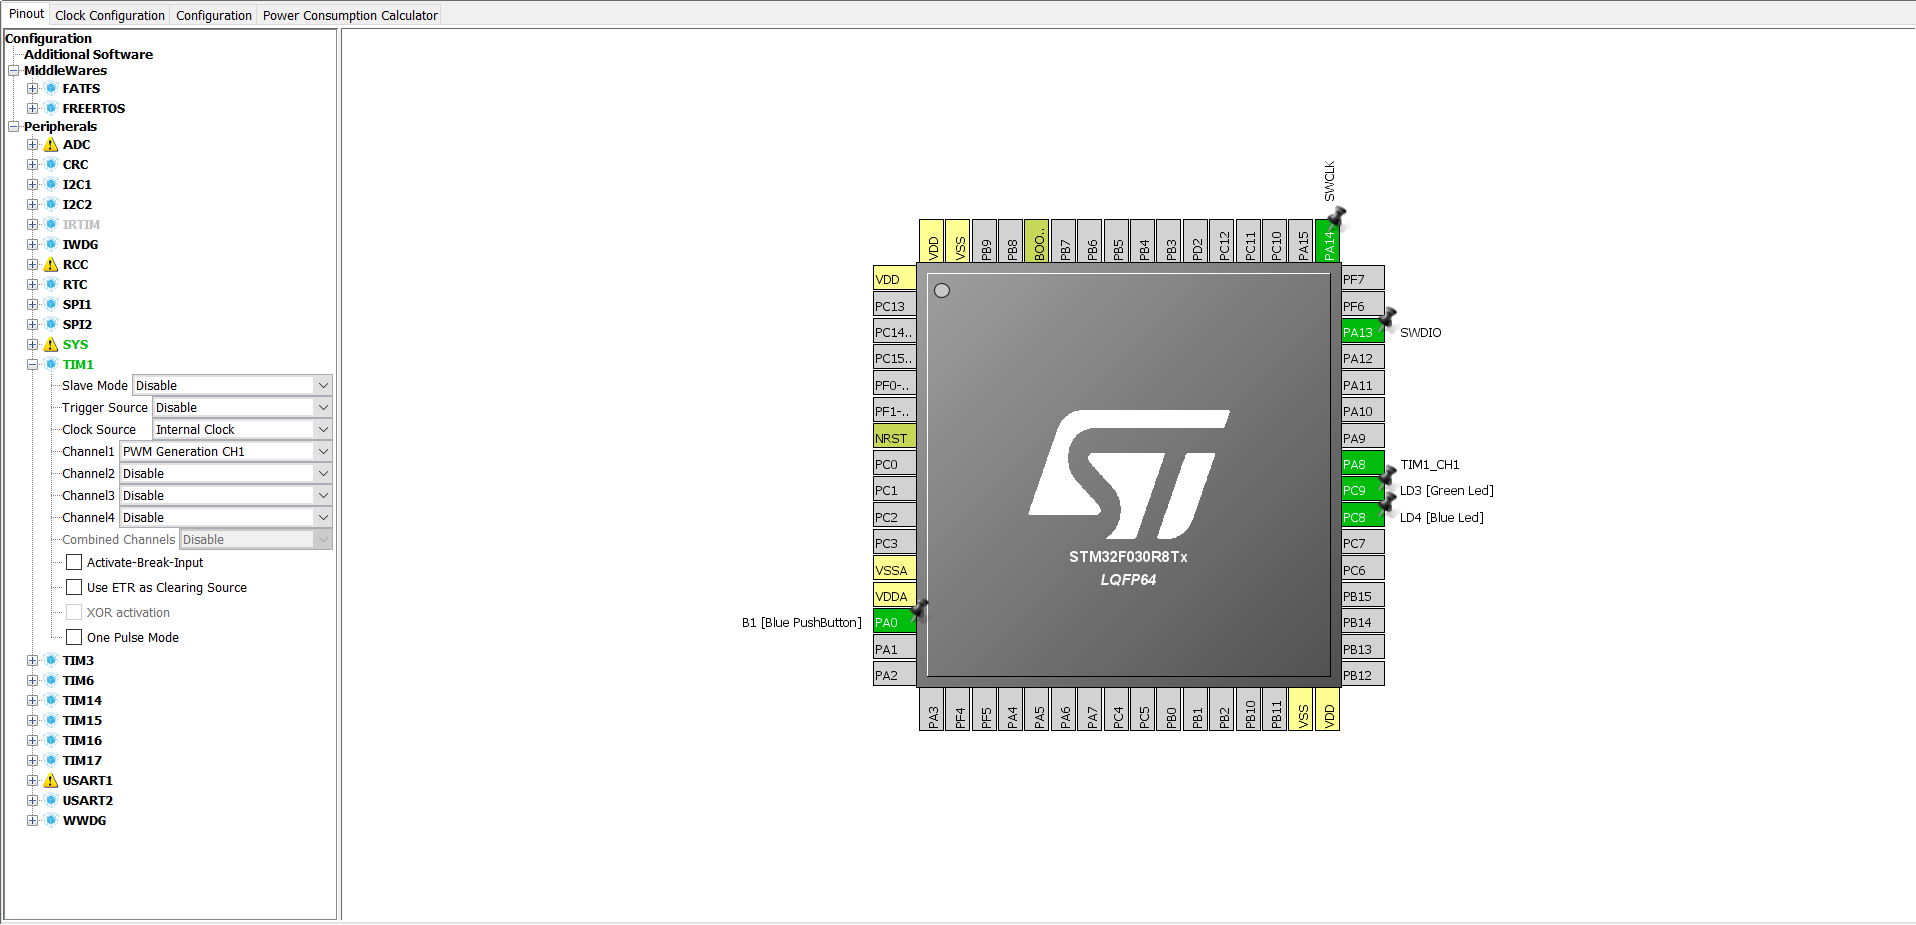 Pinout Clock Configuration Configuration Power Consumption Calculator
Configuration
Additional Software
MiddleWares
FATFS
FREERTOS
Peripherals
ADC
CRC
I2C1
I2C2
IRTIM
IWDG
RCC
RTC
SPI1
SPI2
SYS
TIM1
Slave Mode Disable
Trigger Source Disable
Clock Source Internal Clock
Channel1 PWM Generation CH1
Channel2 Disable
Channel3 Disable
Channel4 Disable
Combined Channels Disable
Activate-Break-Input
Use ETR as Clearing Source
XOR activation
One Pulse Mode
TIM3
TIM6
TIM14
TIM15
TIM16
TIM17
USART1
USART2
WWDG
SWCLK
VDD VSS PB9 PB8 BOO.. PB7 PB6 PB5 PB4 PB3 PD2 PC12 PC11 PC10 PA15 PA14
VDD
PC13
PC14..
PC15..
PF0-..
PF1-..
NRST
PC0
PC1
PC2
PC3
VSSA
VDDA
B1 [Blue PushButton] PA0
PA1
PA2
ST
STM32F030R8Tx
LQFP64
PF7
PF6
PA13 SWDIO
PA12
PA11
PA10
PA9
PA8 TIM1_CH1
PC9 LD3 [Green Led]
PC8 LD4 [Blue Led]
PC7
PC6
PB15
PB14
PB13
PB12
PA3 PF4 PF5 PA4 PA5 PA6 PA7 PC4 PC5 PB0 PB1 PB2 PB10 PB11 VSS VDD